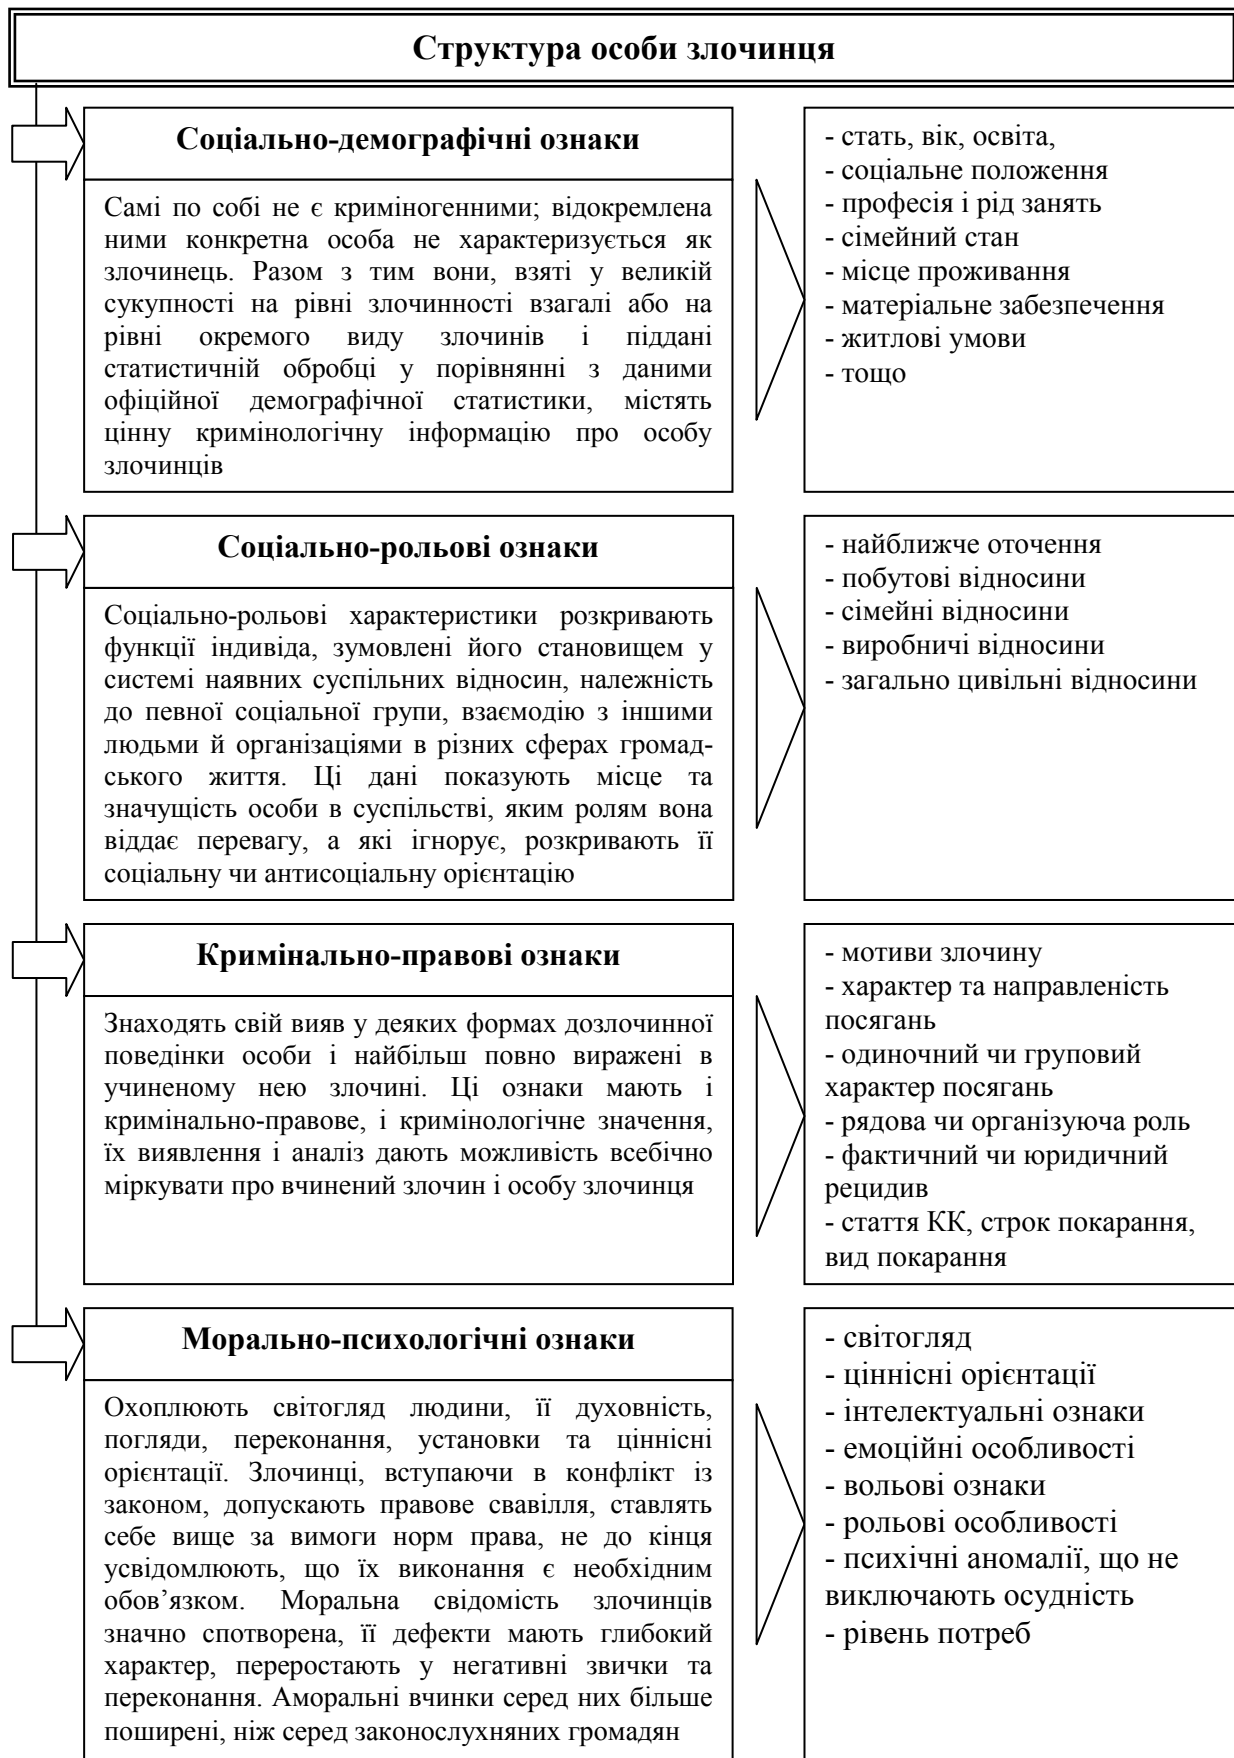 Структура особи злочинця
Соціально-демографічні ознаки
Самі по собі не є криміногенними; відокремлена
ними конкретна особа не характеризується як
злочинець. Разом з тим вони, взяті у великій
сукупності на рівні злочинності взагалі або на
рівні окремого виду злочинів і піддані
статистичній обробці у порівнянні з даними
офіційної демографічної статистики, містять
цінну кримінологічну інформацію про особу
злочинців
- стать, вік, освіта,
- соціальне положення
- професія і рід занять
- сімейний стан
- місце проживання
- матеріальне забезпечення
- житлові умови
- тощо
Соціально-рольові ознаки
Соціально-рольові характеристики розкривають
функції індивіда, зумовлені його становищем у
системі наявних суспільних відносин, належність
до певної соціальної групи, взаємодію з іншими
людьми й організаціями в різних сферах громад-
ського життя. Ці дані показують місце та
значущість особи в суспільстві, яким ролям вона
віддає перевагу, а які ігнорує, розкривають її
соціальну чи антисоціальну орієнтацію
- найближче оточення
- побутові відносини
- сімейні відносини
- виробничі відносини
- загально цивільні відносини
Кримінально-правові ознаки
Знаходять свій вияв у деяких формах дозлочинної
поведінки особи і найбільш повно виражені в
учиненому нею злочині. Ці ознаки мають і
кримінально-правове, і кримінологічне значення,
їх виявлення і аналіз дають можливість всебічно
міркувати про вчинений злочин і особу злочинця
- мотиви злочину
- характер та направленість
посягань
- одиночний чи груповий
характер посягань
- рядова чи організуюча роль
- фактичний чи юридичний
рецидив
- стаття КК, строк покарання,
вид покарання
Морально-психологічні ознаки
Охоплюють світогляд людини, її духовність,
погляди, переконання, установки та ціннісні
орієнтації. Злочинці, вступаючи в конфлікт із
законом, допускають правове свавілля, ставлять
себе вище за вимоги норм права, не до кінця
усвідомлюють, що їх виконання є необхідним
обов’язком. Моральна свідомість злочинців
значно спотворена, її дефекти мають глибокий
характер, переростають у негативні звички та
переконання. Аморальні вчинки серед них більше
поширені, ніж серед законослухняних громадян
- світогляд
- ціннісні орієнтації
- інтелектуальні ознаки
- емоційні особливості
- вольові ознаки
- рольові особливості
- психічні аномалії, що не
виключають осудність
- рівень потреб